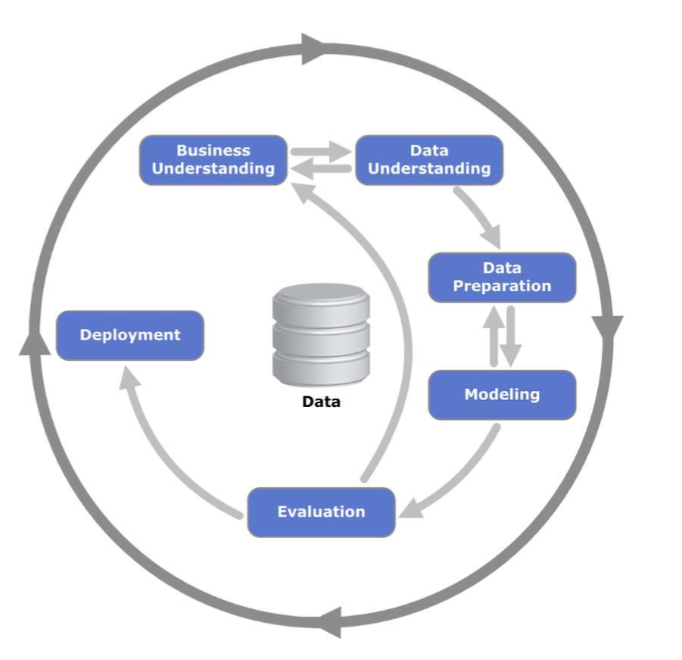 Business
Understanding
Data
Understanding
Data
Preparation
Deployment
Modeling
Data
Evaluation